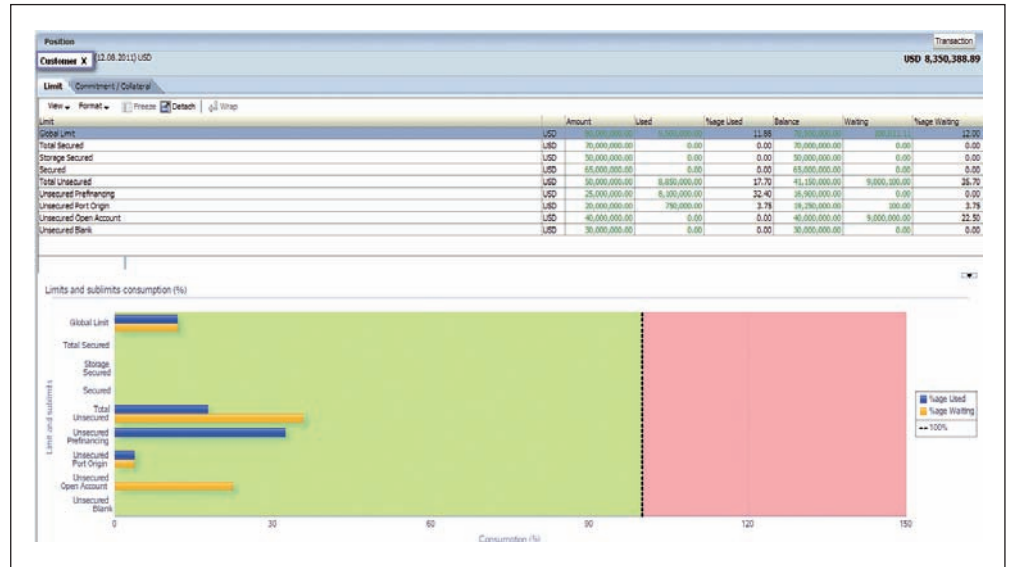 Position
Transaction
Customer X (12.08.2011) USD
USD 8,350,388.89
Limit Commitment / Collateral
View Format Freeze Detach Wrap
Limit Amount Used %age Used Balance Waiting %age Waiting
Global Limit USD 11.88 12.00
Total Secured USD 70,000,000.00 0.00 0.00 70,000,000.00 0.00 0.00
Storage Secured USD 50,000,000.00 0.00 0.00 50,000,000.00 0.00 0.00
Secured USD 65,000,000.00 0.00 0.00 65,000,000.00 0.00 0.00
Total Unsecured USD 50,000,000.00 8,850,000.00 17.70 41,150,000.00 9,000,100.00 35.70
Unsecured Prefinancing USD 25,000,000.00 8,100,000.00 32.40 16,900,000.00 0.00 0.00
Unsecured Port Origin USD 20,000,000.00 750,000.00 3.75 19,250,000.00 100.00 3.75
Unsecured Open Account USD 40,000,000.00 0.00 0.00 40,000,000.00 9,000,000.00 22.50
Unsecured Blank USD 30,000,000.00 0.00 0.00 30,000,000.00 0.00 0.00
Limits and sublimits consumption (%)
Limit and sublimits
Global Limit
Total Secured
Storage
Secured
Secured
Total
Unsecured
Unsecured
Prefinancing
Unsecured
Port Origin
Unsecured
Open Account
Unsecured
Blank
%age Used
%age Waiting
100%
0 30 60 90 120 150
Consumption (%)